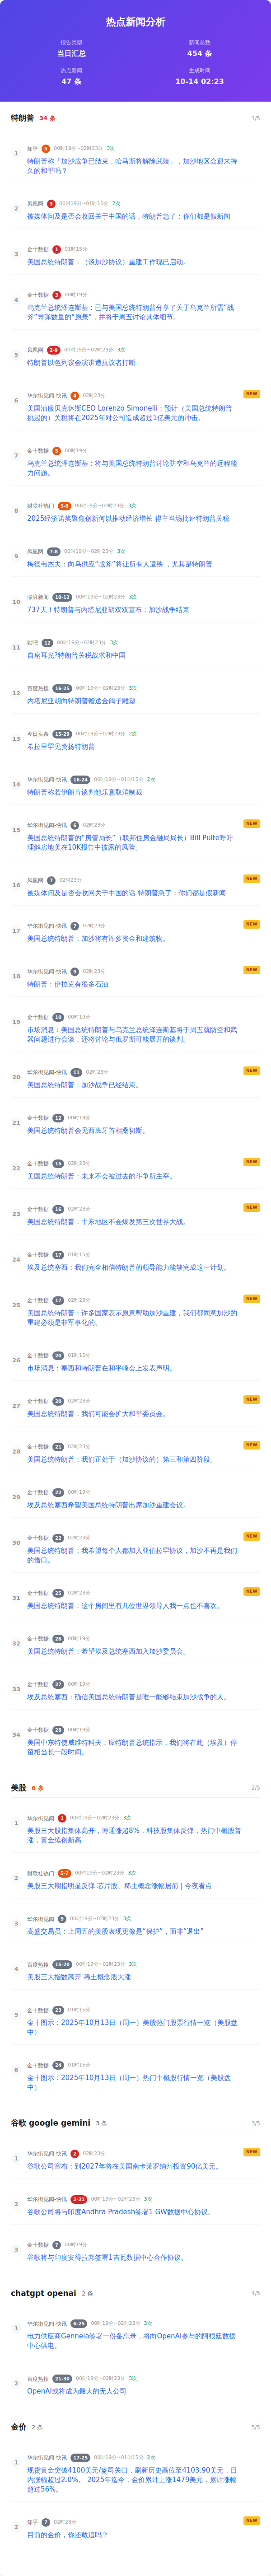 热点新闻分析
报告类型
当日汇总
新闻总数
454 条
热点新闻
47 条
生成时间
10-14 02:23
特朗普 34 条 1/5
1
知乎 5 00时19分~02时23分 3次
特朗普称「加沙战争已结束，哈马斯将解除武装」，加沙地区会迎来持
久的和平吗？
2
凤凰网 3 00时19分~01时15分 2次
被媒体问及是否会收回关于中国的话，特朗普急了：你们都是假新闻
3
金十数据 1 01时15分
美国总统特朗普：（谈加沙协议）重建工作现已启动。
4
金十数据 3 00时19分
乌克兰总统泽连斯基：已与美国总统特朗普分享了关于乌克兰所需“战
斧”导弹数量的“愿景”，并将于周五讨论具体细节。
5
凤凰网 2-9 00时19分~02时23分 3次
特朗普以色列议会演讲遭抗议者打断
6
华尔街见闻-快讯 4 02时23分 NEW
美国油服贝克休斯CEO Lorenzo Simonelli：预计（美国总统特朗普
挑起的）关税将在2025年对公司造成超过1亿美元的冲击。
7
金十数据 5 00时19分
乌克兰总统泽连斯基：将与美国总统特朗普讨论防空和乌克兰的远程能
力问题。
8
财联社热门 5-9 00时19分~02时23分 3次
2025经济诺奖聚焦创新何以推动经济增长 得主当场批评特朗普关税
9
凤凰网 7-8 00时19分~02时23分 3次
梅德韦杰夫：向乌供应“战斧”将让所有人遭殃 ，尤其是特朗普
10
澎湃新闻 10-12 00时19分~02时23分 3次
737天！特朗普与内塔尼亚胡双双宣布：加沙战争结束
11
贴吧 12 00时19分~02时23分 3次
自扇耳光?特朗普关税战求和中国
12
百度热搜 16-25 00时19分~02时23分 3次
内塔尼亚胡向特朗普赠送金鸽子雕塑
13
今日头条 15-29 00时19分~02时23分 2次
希拉里罕见赞扬特朗普
14
华尔街见闻-快讯 16-24 00时19分~01时15分 2次
特朗普称若伊朗肯谈判他乐意取消制裁
15
华尔街见闻-快讯 6 02时23分 NEW
美国总统特朗普的“房管局长”（联邦住房金融局局长）Bill Pulte呼吁
理解房地美在10K报告中披露的风险。
16
凤凰网 7 02时23分 NEW
被媒体问及是否会收回关于中国的话 特朗普急了：你们都是假新闻
17
华尔街见闻-快讯 7 02时23分 NEW
美国总统特朗普：加沙将有许多资金和建筑物。
18
华尔街见闻-快讯 9 02时23分 NEW
特朗普：伊拉克有很多石油
19
金十数据 10 00时19分
市场消息：美国总统特朗普与乌克兰总统泽连斯基将于周五就防空和武
器问题进行会谈，还将讨论与俄罗斯可能展开的谈判。
20
华尔街见闻-快讯 11 02时23分 NEW
美国总统特朗普：加沙战争已经结束。
21
金十数据 12 00时19分
美国总统特朗普会见西班牙首相桑切斯。
22
金十数据 15 02时23分 NEW
美国总统特朗普：未来不会被过去的斗争所主宰。
23
金十数据 16 02时23分 NEW
美国总统特朗普：中东地区不会爆发第三次世界大战。
24
金十数据 17 01时15分
埃及总统塞西：我们完全相信特朗普的领导能力能够完成这一计划。
25
金十数据 17 02时23分 NEW
美国总统特朗普：许多国家表示愿意帮助加沙重建，我们都同意加沙的
重建必须是非军事化的。
26
金十数据 20 01时15分
市场消息：塞西和特朗普在和平峰会上发表声明。
27
金十数据 20 02时23分 NEW
美国总统特朗普：我们可能会扩大和平委员会。
28
金十数据 21 02时23分 NEW
美国总统特朗普：我们正处于（加沙协议的）第三和第四阶段。
29
金十数据 22 00时19分
埃及总统塞西希望美国总统特朗普出席加沙重建会议。
30
金十数据 22 02时23分 NEW
美国总统特朗普：我希望每个人都加入亚伯拉罕协议，加沙不再是我们
的借口。
31
金十数据 25 02时23分 NEW
美国总统特朗普：这个房间里有几位世界领导人我一点也不喜欢。
32
金十数据 26 00时19分
美国总统特朗普：希望埃及总统塞西加入加沙委员会。
33
金十数据 27 00时19分
埃及总统塞西：确信美国总统特朗普是唯一能够结束加沙战争的人。
34
金十数据 28 00时19分
美国中东特使威维特科夫：应特朗普总统指示，我们将在此（埃及）停
留相当长一段时间。
美股 6 条 2/5
1
华尔街见闻 1 00时19分~02时23分 3次
美股三大股指集体高开，博通涨超8%，科技股集体反弹，热门中概股普
涨，黄金续创新高
2
财联社热门 5-7 00时19分~02时23分 3次
美股三大期指明显反弹 芯片股、稀土概念涨幅居前 | 今夜看点
3
华尔街见闻 9 00时19分~02时23分 3次
高盛交易员：上周的美股表现更像是“保护”，而非“退出”
4
百度热搜 15-20 00时19分~02时23分 3次
美股三大指数高开 稀土概念股大涨
5
金十数据 23 01时15分
金十图示：2025年10月13日（周一）美股热门股票行情一览（美股盘
中）
6
金十数据 24 01时15分
金十图示：2025年10月13日（周一）热门中概股行情一览（美股盘
中）
谷歌 google gemini 3 条 3/5
1
华尔街见闻-快讯 2 02时23分 NEW
谷歌公司宣布：到2027年将在美国南卡莱罗纳州投资90亿美元。
2
华尔街见闻-快讯 2-21 00时19分~02时23分 3次
谷歌公司将与印度Andhra Pradesh签署1 GW数据中心协议。
3
金十数据 7 00时19分
谷歌将与印度安得拉邦签署1吉瓦数据中心合作协议。
chatgpt openai 2 条 4/5
1
华尔街见闻-快讯 6-25 00时19分~02时23分 3次
电力供应商Genneia签署一份备忘录，将向OpenAI参与的阿根廷数据
中心供电。
2
百度热搜 21-30 00时19分~02时23分 3次
OpenAI或将成为最大的无人公司
金价 2 条 5/5
1
华尔街见闻-快讯 17-25 00时19分~01时15分 2次
现货黄金突破4100美元/盎司关口，刷新历史高位至4103.90美元，日
内涨幅超过2.0%。 2025年迄今，金价累计上涨1479美元，累计涨幅
超过56%。
2
知乎 7 02时23分 NEW
目前的金价，你还敢追吗？